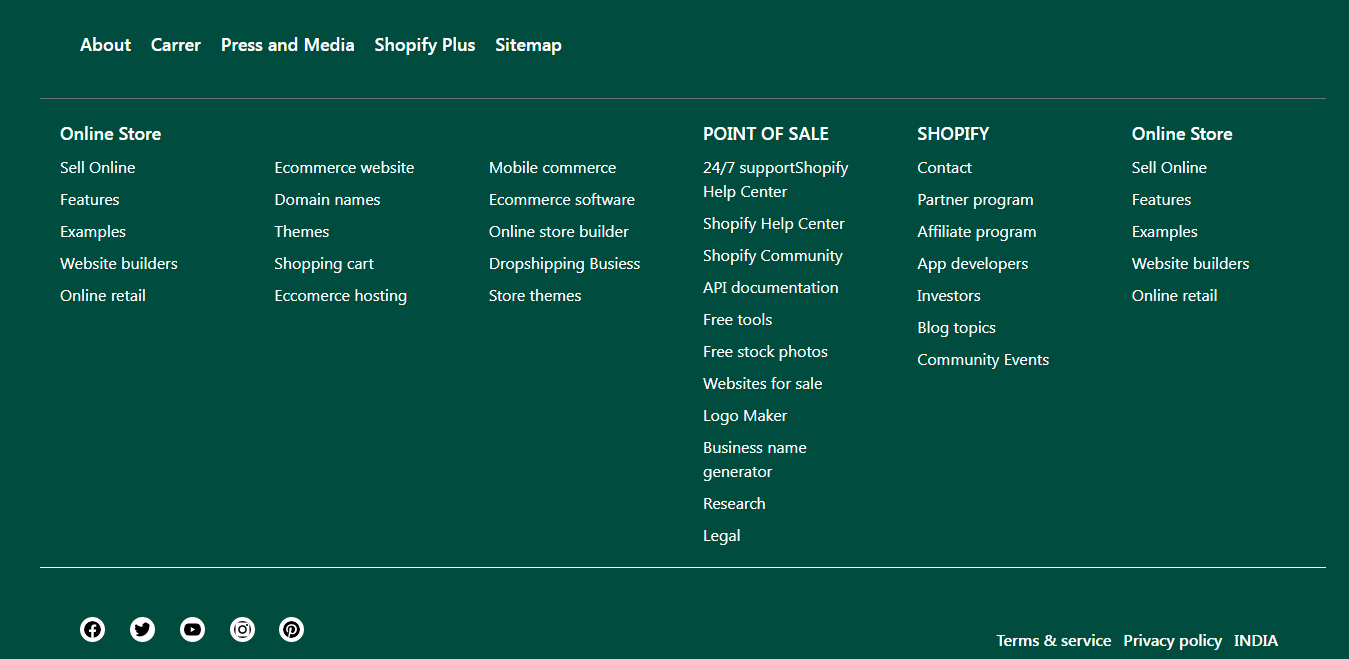 About Carrer Press and Media Shopify Plus Sitemap
Online Store
Sell Online
Features
Examples
Website builders
Online retail
Ecommerce website
Domain names
Themes
Shopping cart
Eccomerce hosting
Mobile commerce
Ecommerce software
Online store builder
Dropshipping Busiess
Store themes
POINT OF SALE
24/7 supportShopify
Help Center
Shopify Help Center
Shopify Community
API documentation
Free tools
Free stock photos
Websites for sale
Logo Maker
Business name
generator
Research
Legal
SHOPIFY
Contact
Partner program
Affiliate program
App developers
Investors
Blog topics
Community Events
Online Store
Sell Online
Features
Examples
Website builders
Online retail
Terms & service Privacy policy INDIA